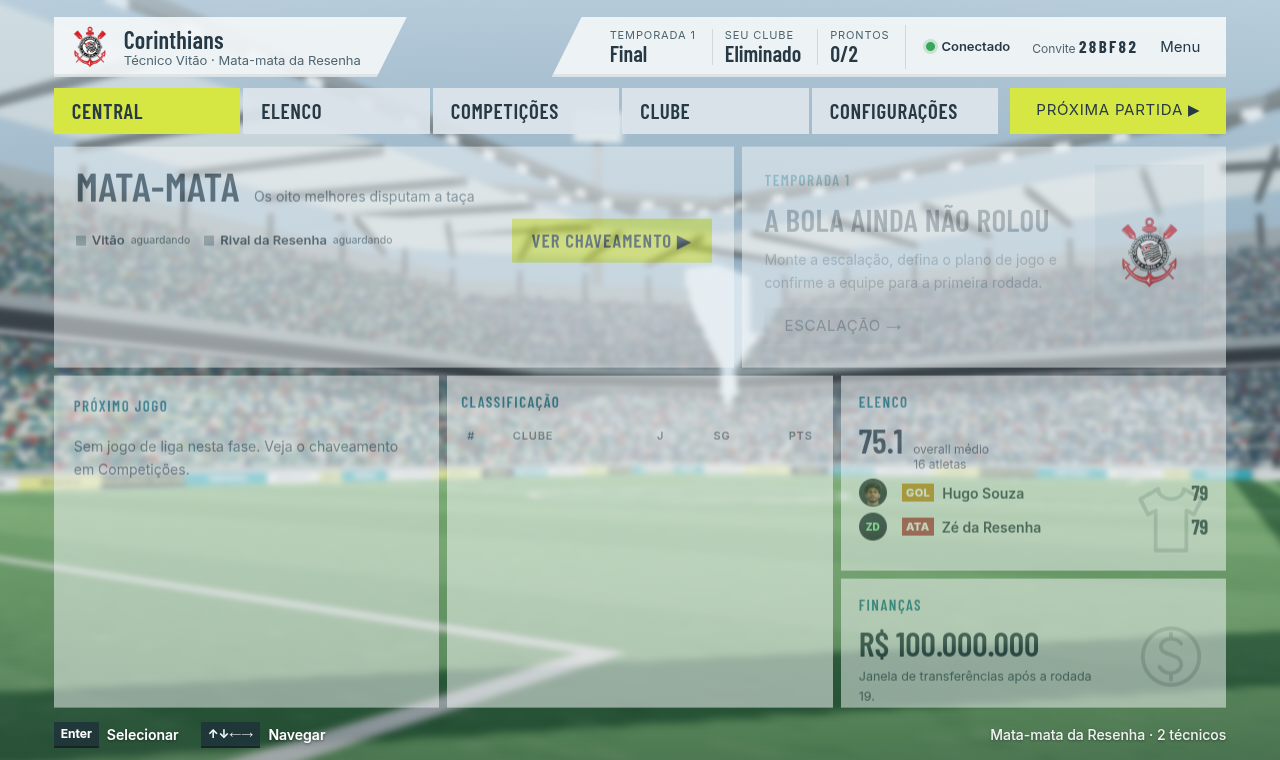 Corinthians
Técnico Vitão · Mata-mata da Resenha
TEMPORADA 1
Final
SEU CLUBE
Eliminado
PRONTOS
0/2
Conectado
Convite 28BF82
Menu
CENTRAL
ELENCO
COMPETIÇÕES
CLUBE
CONFIGURAÇÕES
PRÓXIMA PARTIDA ▶
MATA-MATA Os oito melhores disputam a taça
Vitão aguardando Rival da Resenha aguardando
VER CHAVEAMENTO ▶
TEMPORADA 1
A BOLA AINDA NÃO ROLOU
Monte a escalação, defina o plano de jogo e
confirme a equipe para a primeira rodada.
ESCALAÇÃO →
PRÓXIMO JOGO
Sem jogo de liga nesta fase. Veja o chaveamento
em Competições.
CLASSIFICAÇÃO
# CLUBE J SG PTS
ELENCO
75.1 overall médio
16 atletas
GOL Hugo Souza 79
ZD ATA Zé da Resenha 79
FINANÇAS
R$ 100.000.000
Janela de transferências após a rodada
19.
Enter Selecionar ↑↓←→ Navegar
Mata-mata da Resenha · 2 técnicos